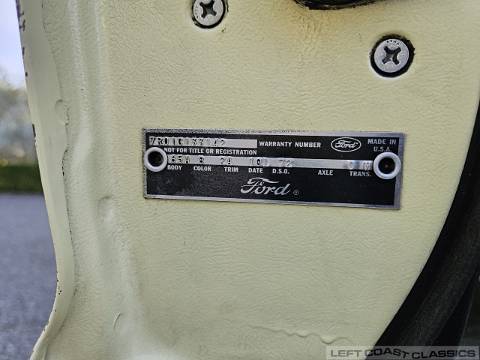 WARRANTY NUMBER Ford MADE IN U.S.A.
NOT FOR TITLE OR REGISTRATION
24
BODY COLOR TRIM DATE D.S.O. AXLE TRANS.
Ford
LEFT COAST CLASSICS